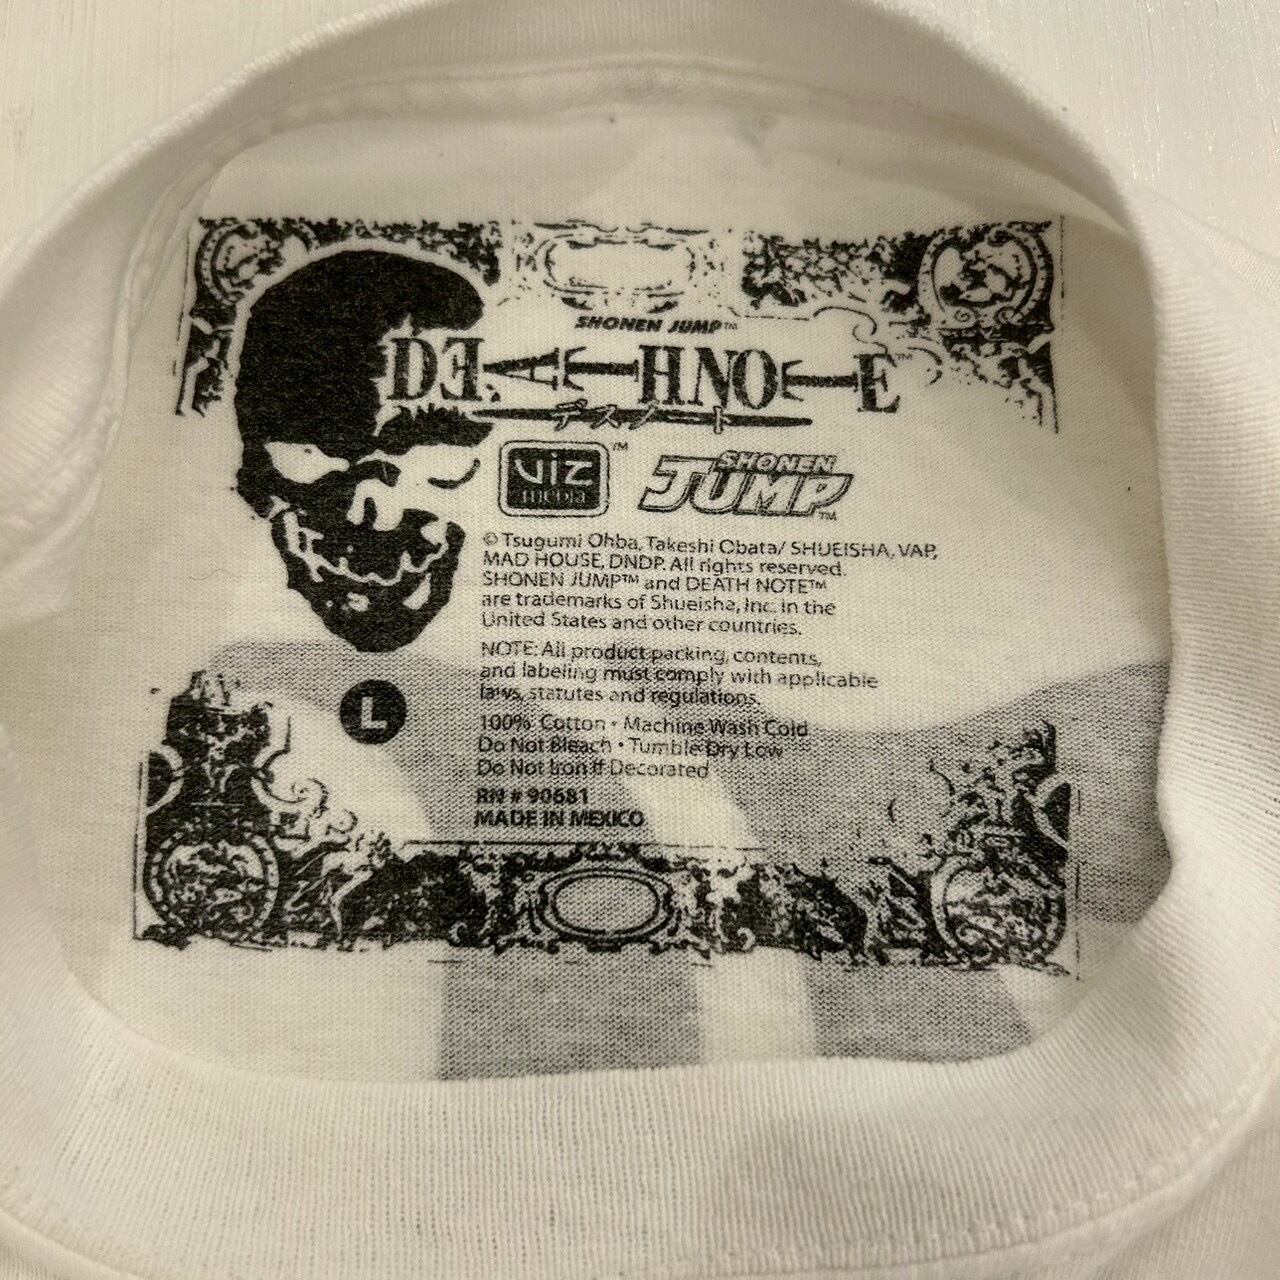 SHONEN JUMP™
DEATH NOTE™
デスノート
VIZ media™
SHONEN JUMP™
© Tsugumi Ohba, Takeshi Obata/ SHUEISHA, VAP,
MAD HOUSE, DNDP. All rights reserved.
SHONEN JUMP™ and DEATH NOTE™
are trademarks of Shueisha, Inc. in the
United States and other countries.
NOTE: All product packing, contents,
and labeling must comply with applicable
laws, statutes and regulations.
L
100% Cotton • Machine Wash Cold
Do Not Bleach • Tumble Dry Low
Do Not Iron If Decorated
RN # 90681
MADE IN MEXICO